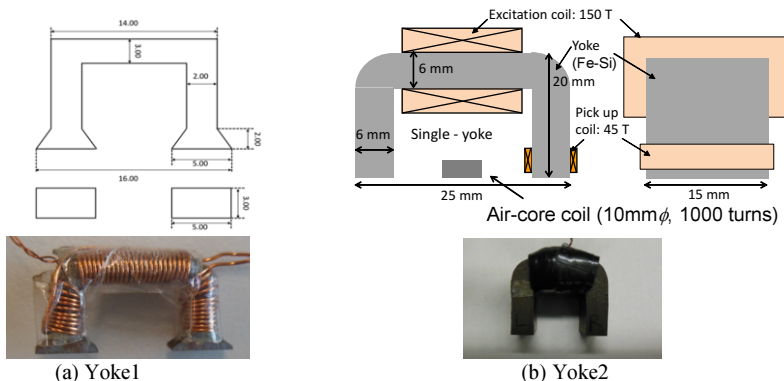 14.00
3.00
2.00
2.00
5.00
16.00
3.00
5.00
(a) Yoke1
Excitation coil: 150 T
Yoke
(Fe-Si)
6 mm
20 mm
Pick up
coil: 45 T
6 mm
Single - yoke
25 mm
15 mm
Air-core coil (10mmϕ, 1000 turns)
(b) Yoke2